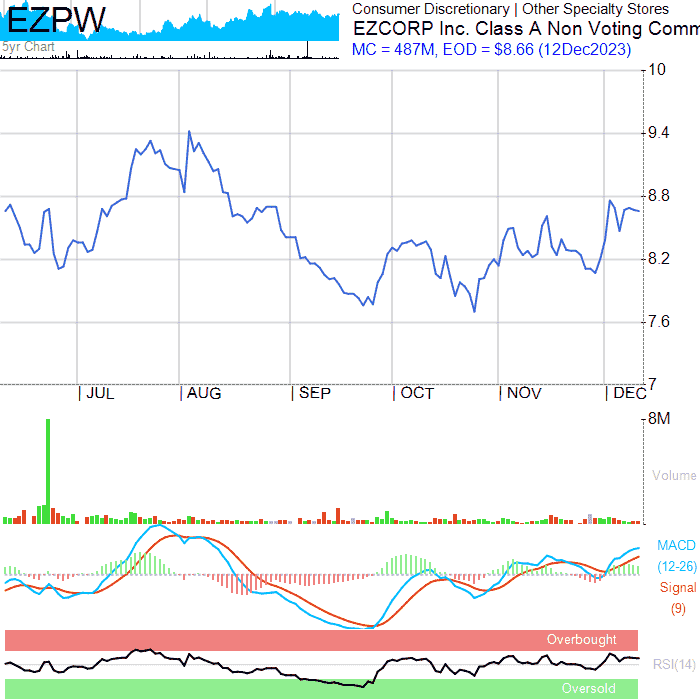 EZPW
5yr Chart
Consumer Discretionary | Other Specialty Stores
EZCORP Inc. Class A Non Voting Comm
MC = 487M, EOD = $8.66 (12Dec2023)
10
9.4
8.8
8.2
7.6
7
| JUL | AUG | SEP | OCT | NOV | DEC
8M
Volume
MACD
(12-26)
Signal
(9)
Overbought
RSI(14)
Oversold